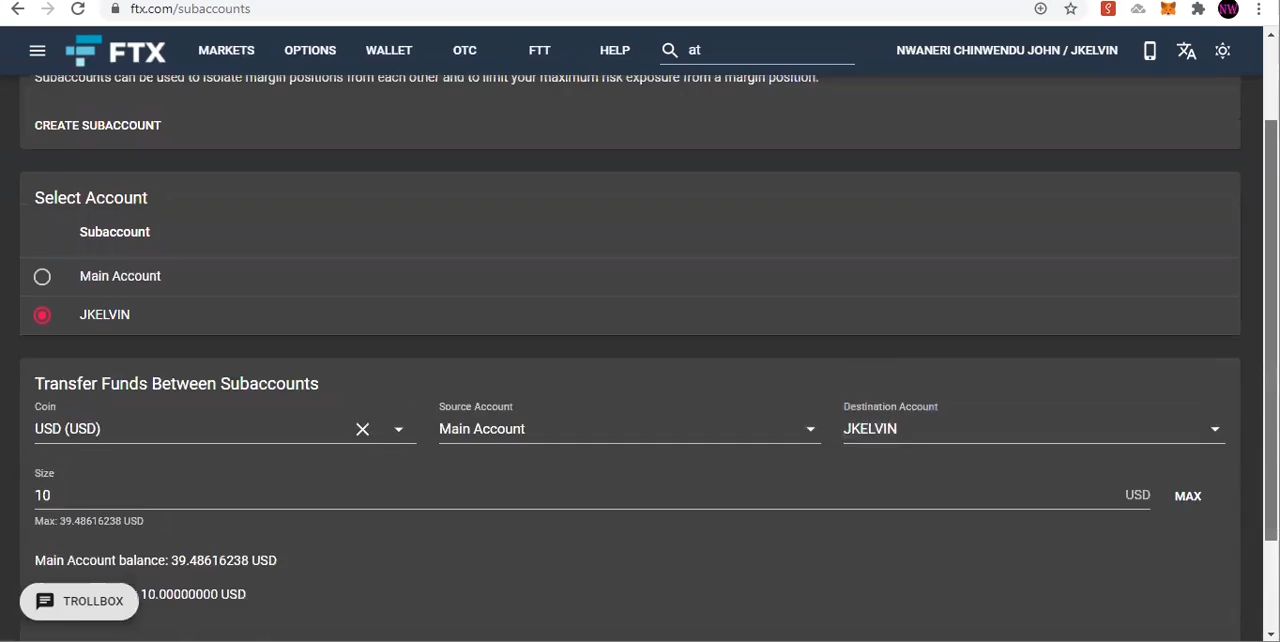 ftx.com/subaccounts
NW
FTX MARKETS OPTIONS WALLET OTC FTT HELP at NWANERI CHINWENDU JOHN / JKELVIN
Subaccounts can be used to isolate margin positions from each other and to limit your maximum risk exposure from a margin position.
CREATE SUBACCOUNT
Select Account
Subaccount
Main Account
JKELVIN
Transfer Funds Between Subaccounts
Coin Source Account Destination Account
USD (USD) Main Account JKELVIN
Size
10 USD MAX
Max: 39.48616238 USD
Main Account balance: 39.48616238 USD
10.00000000 USD
TROLLBOX